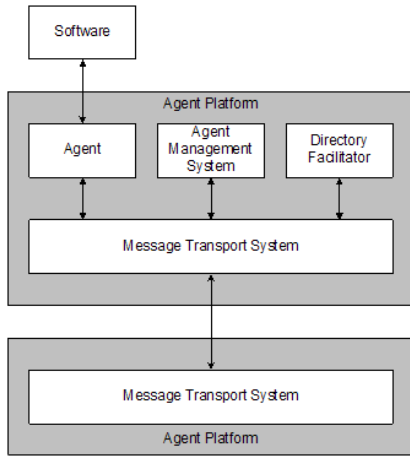 Software
Agent Platform
Agent
Agent
Management
System
Directory
Facilitator
Message Transport System
Message Transport System
Agent Platform